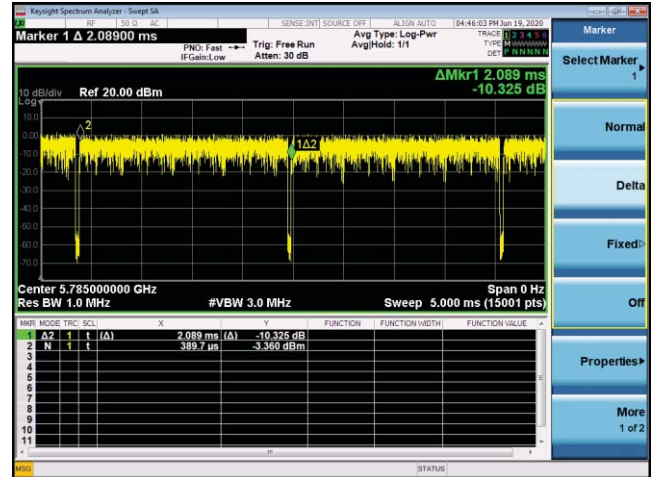 Keysight Spectrum Analyzer - Swept SA
RF 50 Ω AC SENSE:INT SOURCE OFF ALIGN AUTO 04:46:03 PM Jun 19, 2020
Marker 1 Δ 2.08900 ms
PNO: Fast
IFGain:Low
Trig: Free Run
Atten: 30 dB
Avg Type: Log-Pwr
Avg|Hold: 1/1
TRACE 1 2 3 4 5 6
TYPE M WWWWW
DET P N N N N N
ΔMkr1 2.089 ms
-10.325 dB
10 dB/div Ref 20.00 dBm
Log
10.0
0.00
-10.0
-20.0
-30.0
-40.0
-50.0
-60.0
-70.0
2
1Δ2
Center 5.785000000 GHz Span 0 Hz
Res BW 1.0 MHz #VBW 3.0 MHz Sweep 5.000 ms (15001 pts)
MKR MODE TRC SCL X Y FUNCTION FUNCTION WIDTH FUNCTION VALUE
1 Δ2 1 t (Δ) 2.089 ms (Δ) -10.325 dB
2 N 1 t 389.7 µs -3.360 dBm
3
4
5
6
7
8
9
10
11
MSG STATUS
Marker
Select Marker
1
Normal
Delta
Fixed
Off
Properties
More
1 of 2